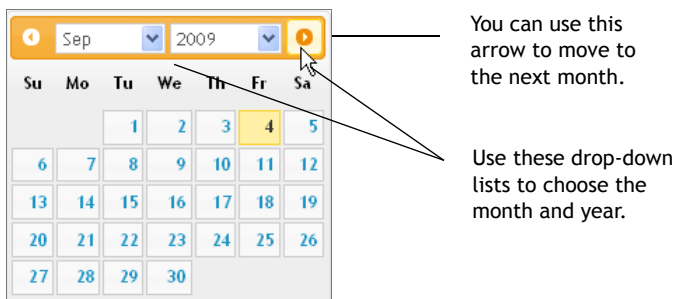 Sep 2009
Su Mo Tu We Th Fr Sa
1 2 3 4 5
6 7 8 9 10 11 12
13 14 15 16 17 18 19
20 21 22 23 24 25 26
27 28 29 30
You can use this
arrow to move to
the next month.
Use these drop-down
lists to choose the
month and year.